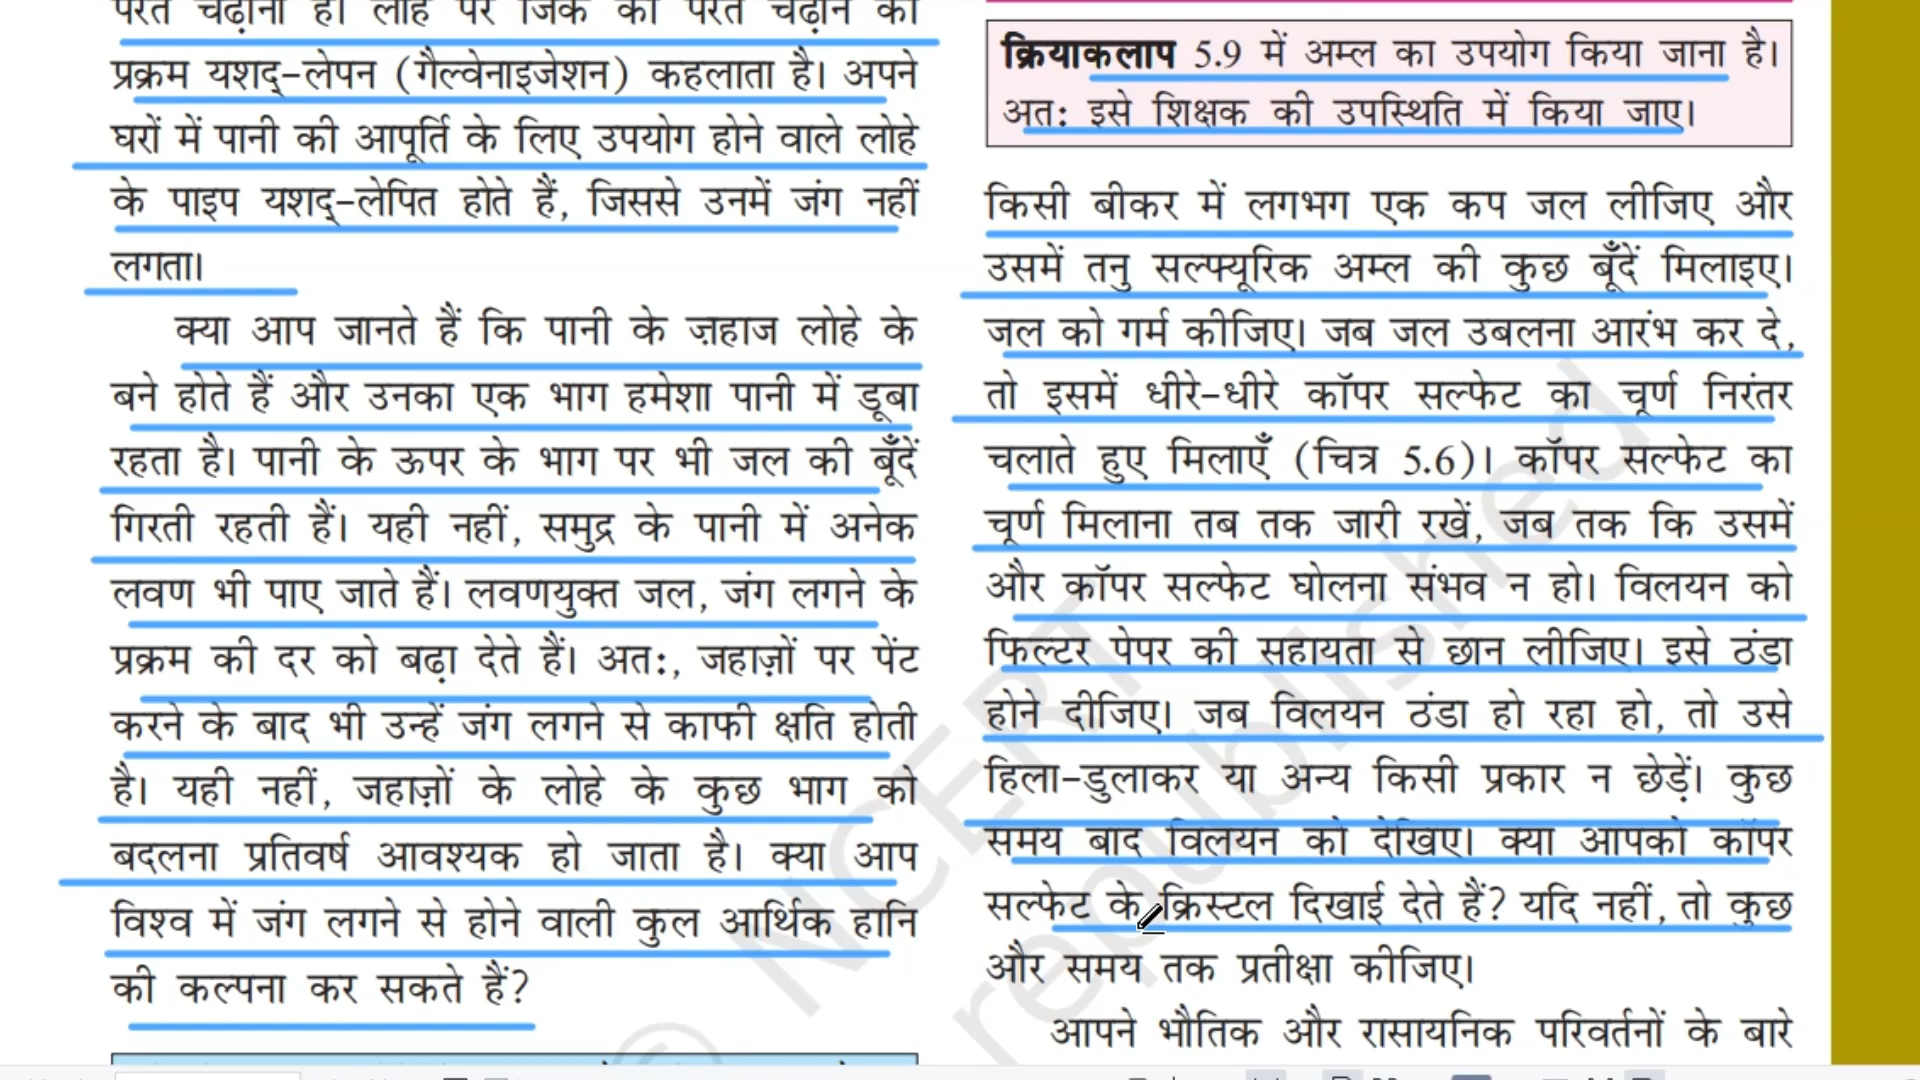 परत चढ़ाना है। लोहे पर जिंक की परत चढ़ाने का
प्रक्रम यशद्-लेपन (गैल्वेनाइजेशन) कहलाता है। अपने
घरों में पानी की आपूर्ति के लिए उपयोग होने वाले लोहे
के पाइप यशद्-लेपित होते हैं, जिससे उनमें जंग नहीं
लगता।
क्या आप जानते हैं कि पानी के ज़हाज लोहे के
बने होते हैं और उनका एक भाग हमेशा पानी में डूबा
रहता है। पानी के ऊपर के भाग पर भी जल की बूँदें
गिरती रहती हैं। यही नहीं, समुद्र के पानी में अनेक
लवण भी पाए जाते हैं। लवणयुक्त जल, जंग लगने के
प्रक्रम की दर को बढ़ा देते हैं। अत:, जहाज़ों पर पेंट
करने के बाद भी उन्हें जंग लगने से काफी क्षति होती
है। यही नहीं, जहाज़ों के लोहे के कुछ भाग को
बदलना प्रतिवर्ष आवश्यक हो जाता है। क्या आप
विश्व में जंग लगने से होने वाली कुल आर्थिक हानि
की कल्पना कर सकते हैं?
क्रियाकलाप 5.9 में अम्ल का उपयोग किया जाना है।
अत: इसे शिक्षक की उपस्थिति में किया जाए।
किसी बीकर में लगभग एक कप जल लीजिए और
उसमें तनु सल्फ्यूरिक अम्ल की कुछ बूँदें मिलाइए।
जल को गर्म कीजिए। जब जल उबलना आरंभ कर दे,
तो इसमें धीरे-धीरे कॉपर सल्फेट का चूर्ण निरंतर
चलाते हुए मिलाएँ (चित्र 5.6)। कॉपर सल्फेट का
चूर्ण मिलाना तब तक जारी रखें, जब तक कि उसमें
और कॉपर सल्फेट घोलना संभव न हो। विलयन को
फिल्टर पेपर की सहायता से छान लीजिए। इसे ठंडा
होने दीजिए। जब विलयन ठंडा हो रहा हो, तो उसे
हिला-डुलाकर या अन्य किसी प्रकार न छेड़ें। कुछ
समय बाद विलयन को देखिए। क्या आपको कॉपर
सल्फेट के क्रिस्टल दिखाई देते हैं? यदि नहीं, तो कुछ
और समय तक प्रतीक्षा कीजिए।
आपने भौतिक और रासायनिक परिवर्तनों के बारे
© NCERT
republished